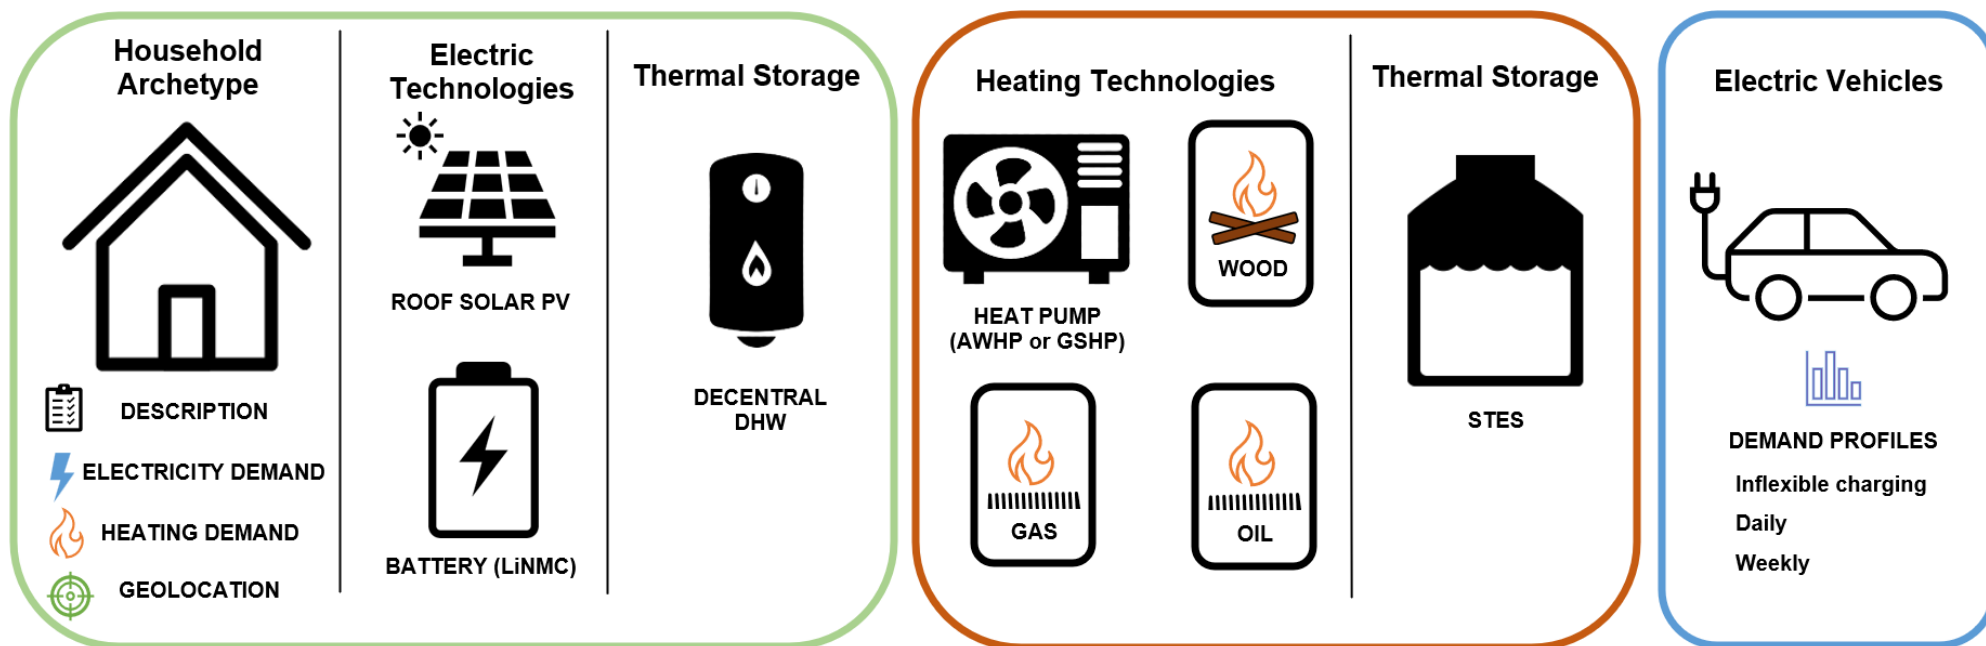 Household
Archetype
DESCRIPTION
ELECTRICITY DEMAND
HEATING DEMAND
GEOLOCATION
Electric
Technologies
ROOF SOLAR PV
BATTERY (LiNMC)
Thermal Storage
DECENTRAL
DHW
Heating Technologies
HEAT PUMP
(AWHP or GSHP)
WOOD
GAS
OIL
Thermal Storage
STES
Electric Vehicles
DEMAND PROFILES
Inflexible charging
Daily
Weekly